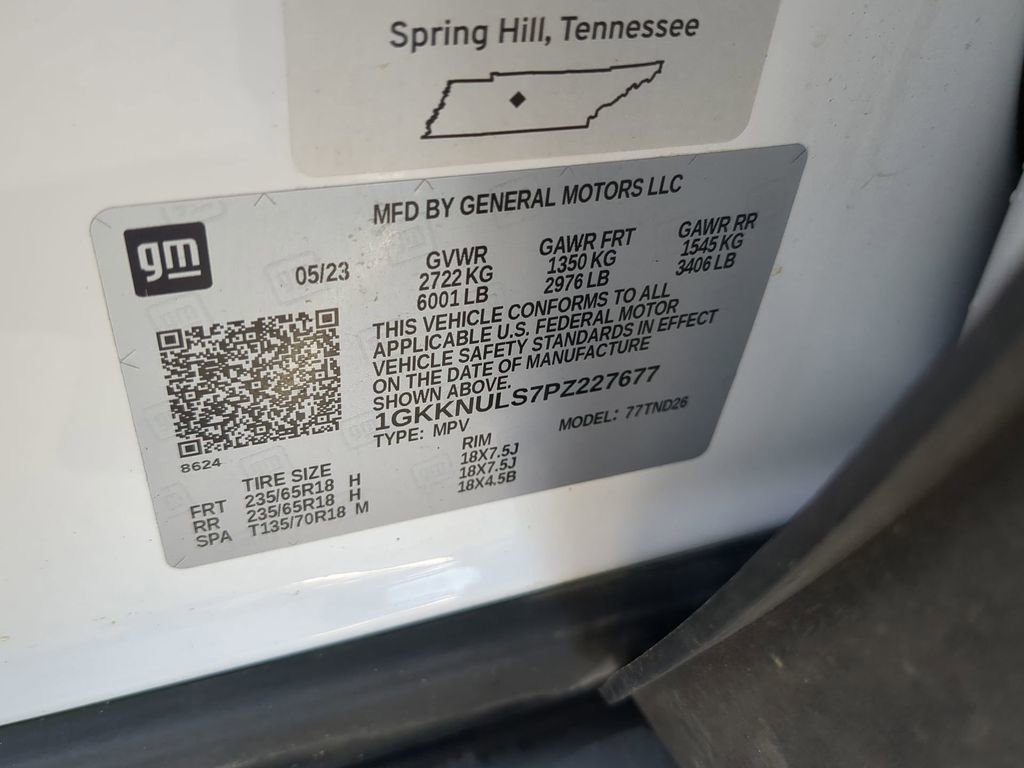 Spring Hill, Tennessee
MFD BY GENERAL MOTORS LLC
gm
05/23
GVWR
2722 KG
6001 LB
GAWR FRT
1350 KG
2976 LB
GAWR RR
1545 KG
3406 LB
THIS VEHICLE CONFORMS TO ALL
APPLICABLE U.S. FEDERAL MOTOR
VEHICLE SAFETY STANDARDS IN EFFECT
ON THE DATE OF MANUFACTURE
SHOWN ABOVE.
1GKKNULS7PZ227677
TYPE: MPV
MODEL: 77TND26
8624
TIRE SIZE
RIM
FRT 235/65R18 H 18X7.5J
RR 235/65R18 H 18X7.5J
SPA T135/70R18 M 18X4.5B